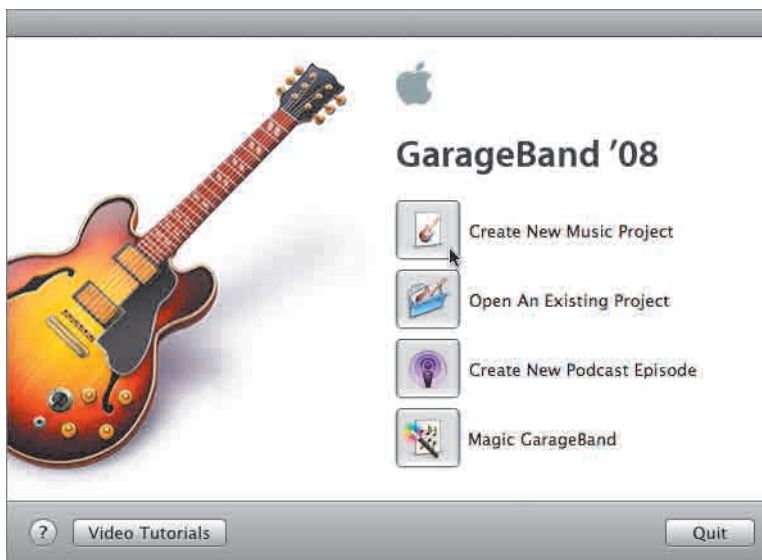 GarageBand ’08
Create New Music Project
Open An Existing Project
Create New Podcast Episode
Magic GarageBand
? Video Tutorials Quit